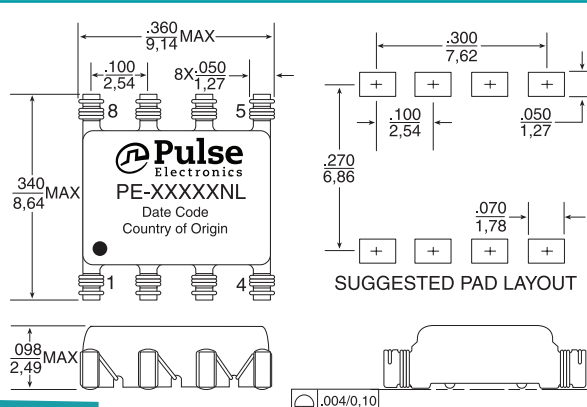 .360
9,14 MAX
.100
2,54
8X .050
1,27
8
5
.340
8,64 MAX
Pulse
Electronics
PE-XXXXXNL
Date Code
Country of Origin
1
4
.300
7,62
.100
2,54
.050
1,27
.270
6,86
.070
1,78
SUGGESTED PAD LAYOUT
098
2,49 MAX
.004/0,10